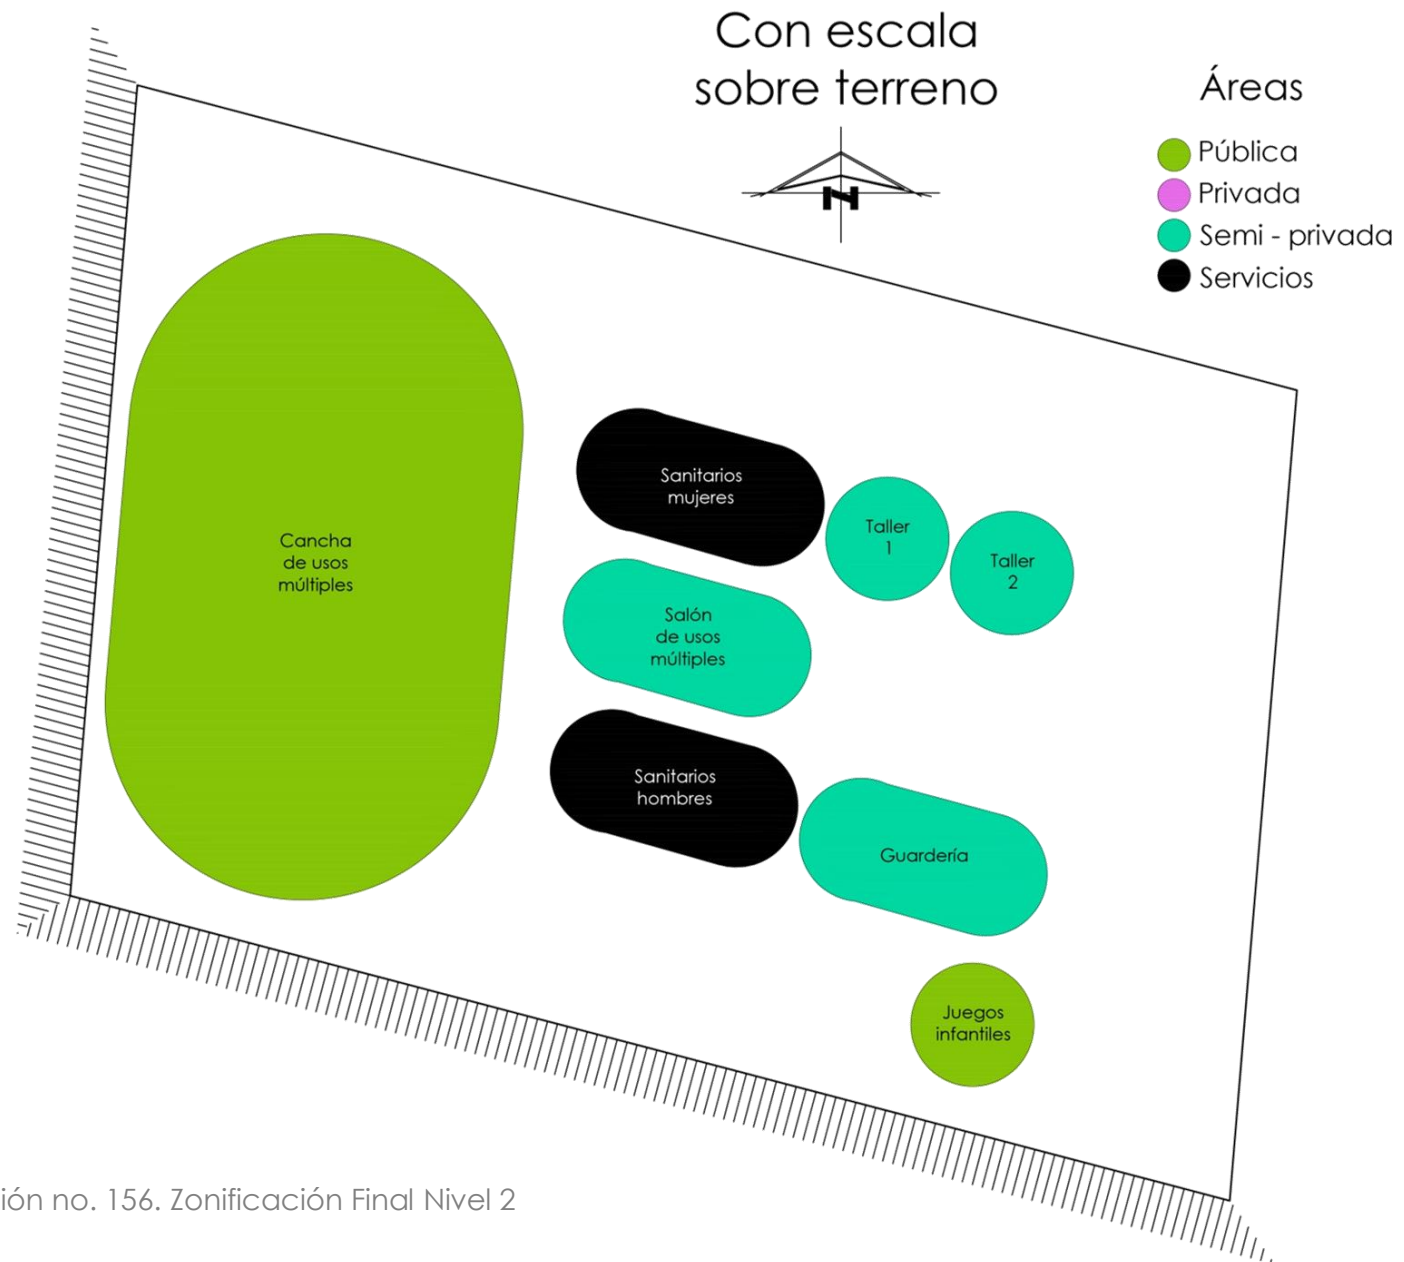 Con escala
sobre terreno
N
Áreas
Pública
Privada
Semi - privada
Servicios
Cancha
de usos
múltiples
Sanitarios
mujeres
Taller
1
Taller
2
Salón
de usos
múltiples
Sanitarios
hombres
Guardería
Juegos
infantiles
ión no. 156. Zonificación Final Nivel 2